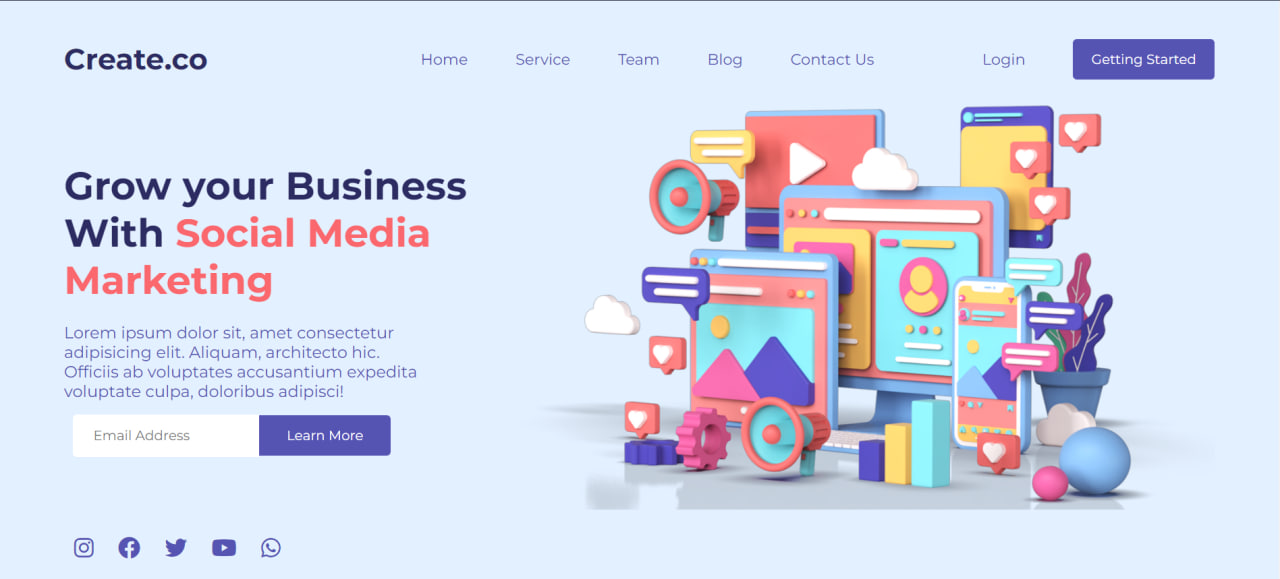 Create.co
Home Service Team Blog Contact Us Login Getting Started
Grow your Business
With Social Media
Marketing
Lorem ipsum dolor sit, amet consectetur
adipisicing elit. Aliquam, architecto hic.
Officiis ab voluptates accusantium expedita
voluptate culpa, doloribus adipisci!
Email Address Learn More